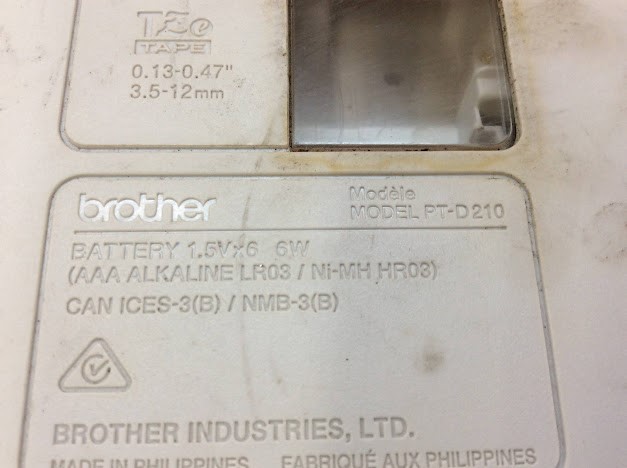 TZe
TAPE
0.13-0.47"
3.5-12mm
brother
Modèle
MODEL PT-D210
BATTERY 1.5V×6 6W
(AAA ALKALINE LR03 / Ni-MH HR03)
CAN ICES-3(B) / NMB-3(B)
BROTHER INDUSTRIES, LTD.
MADE IN PHILIPPINES FABRIQUÉ AUX PHILIPPINES